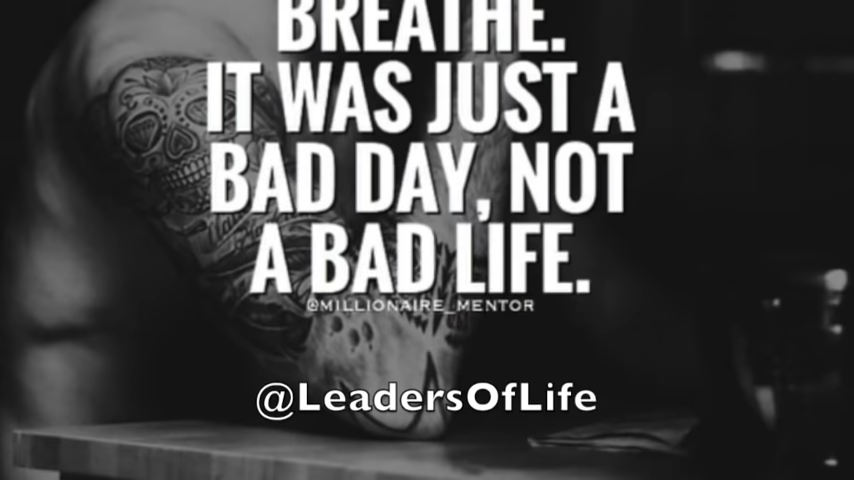 BREATHE.
IT WAS JUST A
BAD DAY, NOT
A BAD LIFE.
@MILLIONAIRE_MENTOR
@LeadersOfLife